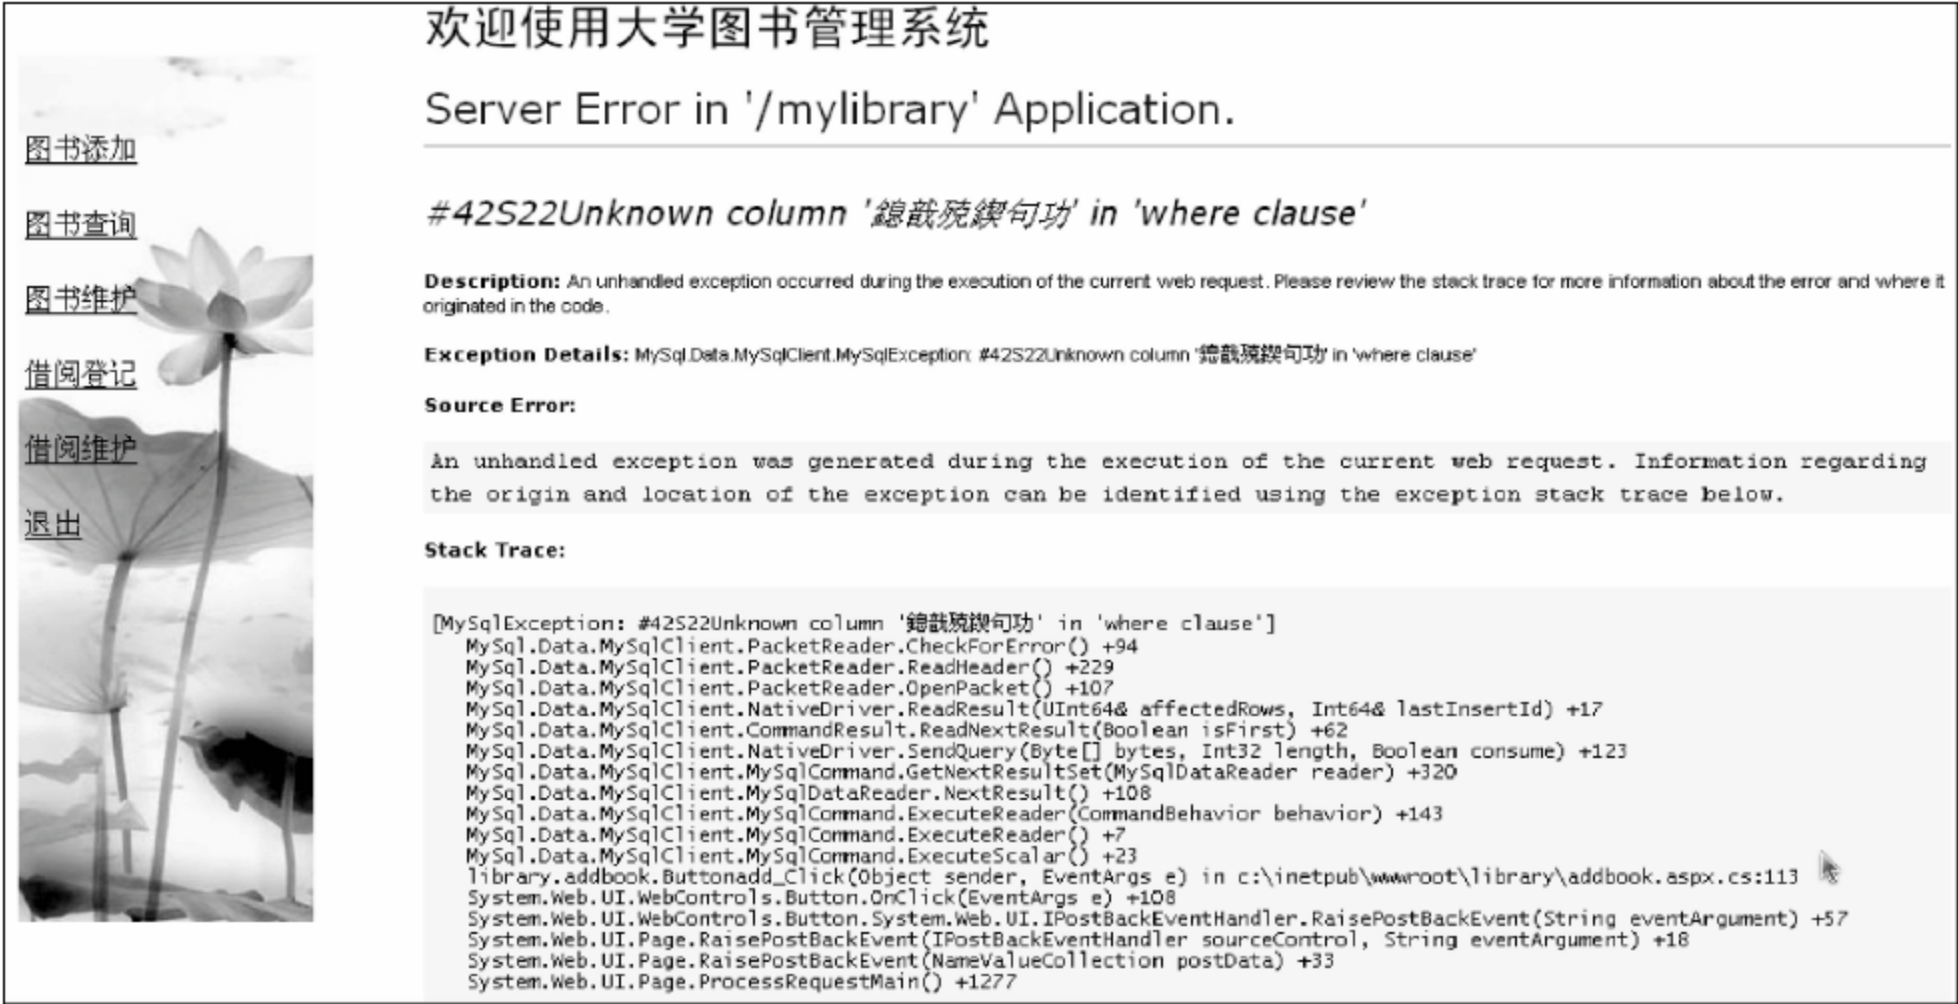 欢迎使用大学图书管理系统
Server Error in '/mylibrary' Application.
图书添加
图书查询
图书维护
借阅登记
借阅维护
退出
#42S22Unknown column '鎴戠殑鍥句功' in 'where clause'
Description: An unhandled exception occurred during the execution of the current web request. Please review the stack trace for more information about the error and where it
originated in the code.
Exception Details: MySql.Data.MySqlClient.MySqlException: #42S22Unknown column '鎴戠殑鍥句功' in 'where clause'
Source Error:
An unhandled exception was generated during the execution of the current web request. Information regarding
the origin and location of the exception can be identified using the exception stack trace below.
Stack Trace:
[MySqlException: #42S22Unknown column '鎴戠殑鍥句功' in 'where clause']
MySql.Data.MySqlClient.PacketReader.CheckForError() +94
MySql.Data.MySqlClient.PacketReader.ReadHeader() +229
MySql.Data.MySqlClient.PacketReader.OpenPacket() +107
MySql.Data.MySqlClient.NativeDriver.ReadResult(UInt64& affectedRows, Int64& lastInsertId) +17
MySql.Data.MySqlClient.CommandResult.ReadNextResult(Boolean isFirst) +62
MySql.Data.MySqlClient.NativeDriver.SendQuery(Byte[] bytes, Int32 length, Boolean consume) +123
MySql.Data.MySqlClient.MySqlCommand.GetNextResultSet(MySqlDataReader reader) +320
MySql.Data.MySqlClient.MySqlDataReader.NextResult() +108
MySql.Data.MySqlClient.MySqlCommand.ExecuteReader(CommandBehavior behavior) +143
MySql.Data.MySqlClient.MySqlCommand.ExecuteReader() +7
MySql.Data.MySqlClient.MySqlCommand.ExecuteScalar() +23
library.addbook.Buttonadd_Click(Object sender, EventArgs e) in c:\inetpub\wwwroot\library\addbook.aspx.cs:113
System.Web.UI.WebControls.Button.OnClick(EventArgs e) +108
System.Web.UI.WebControls.Button.System.Web.UI.IPostBackEventHandler.RaisePostBackEvent(String eventArgument) +57
System.Web.UI.Page.RaisePostBackEvent(IPostBackEventHandler sourceControl, String eventArgument) +18
System.Web.UI.Page.RaisePostBackEvent(NameValueCollection postData) +33
System.Web.UI.Page.ProcessRequestMain() +1277